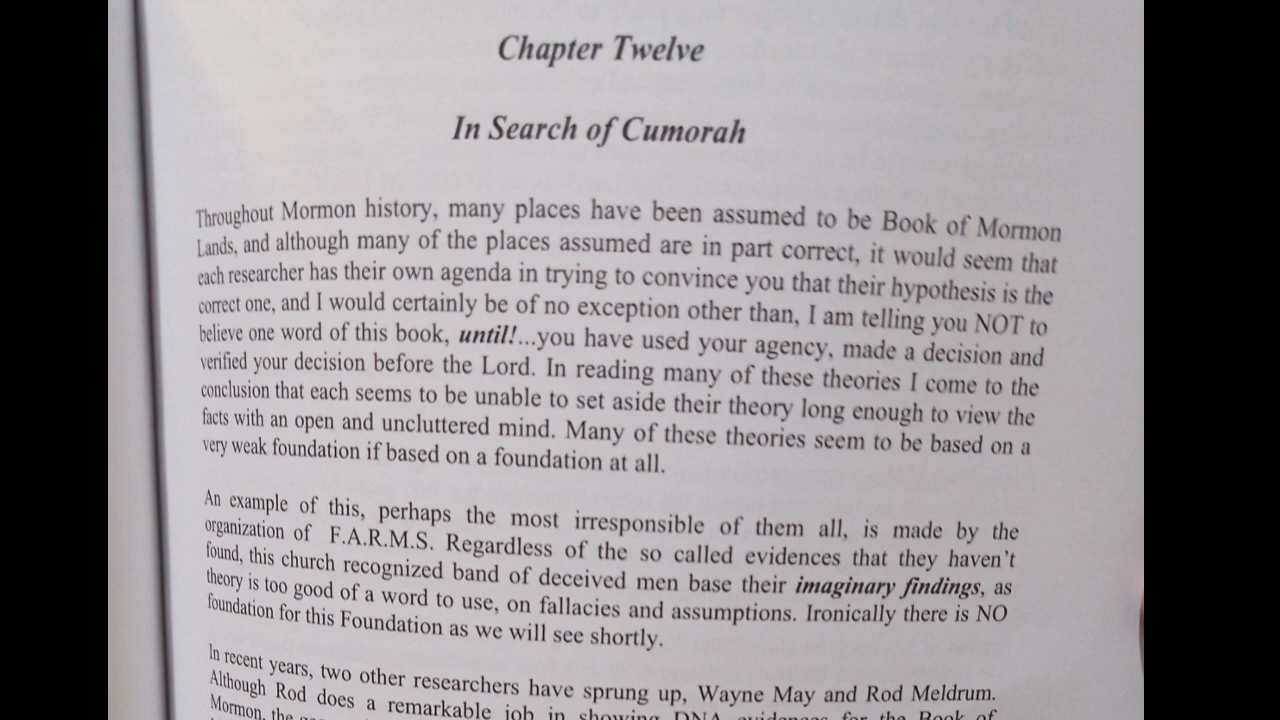 Chapter Twelve
In Search of Cumorah
Throughout Mormon history, many places have been assumed to be Book of Mormon
Lands, and although many of the places assumed are in part correct, it would seem that
each researcher has their own agenda in trying to convince you that their hypothesis is the
correct one, and I would certainly be of no exception other than, I am telling you NOT to
believe one word of this book, until!...you have used your agency, made a decision and
verified your decision before the Lord. In reading many of these theories I come to the
conclusion that each seems to be unable to set aside their theory long enough to view the
facts with an open and uncluttered mind. Many of these theories seem to be based on a
very weak foundation if based on a foundation at all.
An example of this, perhaps the most irresponsible of them all, is made by the
organization of F.A.R.M.S. Regardless of the so called evidences that they haven't
found, this church recognized band of deceived men base their imaginary findings, as
theory is too good of a word to use, on fallacies and assumptions. Ironically there is NO
foundation for this Foundation as we will see shortly.
In recent years, two other researchers have sprung up, Wayne May and Rod Meldrum.
Although Rod does a remarkable job in showing DNA evidences for the Book of
Mormon, the